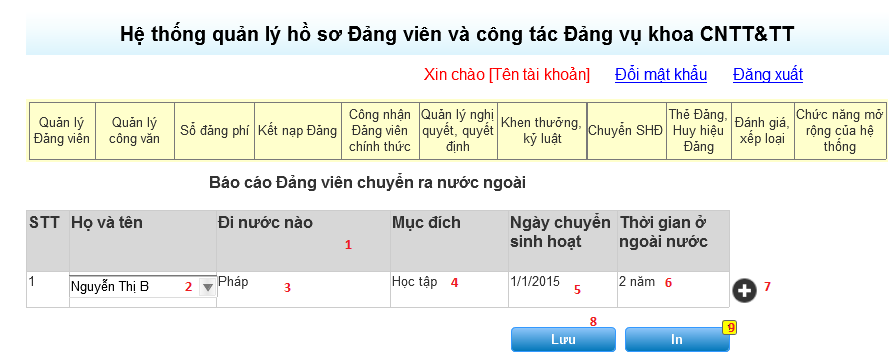 Hệ thống quản lý hồ sơ Đảng viên và công tác Đảng vụ khoa CNTT&TT
Xin chào [Tên tài khoản] Đổi mật khẩu Đăng xuất
Quản lý Đảng viên
Quản lý công văn
Sổ đảng phí
Kết nạp Đảng
Công nhận Đảng viên chính thức
Quản lý nghị quyết, quyết định
Khen thưởng, kỷ luật
Chuyển SHĐ
Thẻ Đảng, Huy hiệu Đảng
Đánh giá, xếp loại
Chức năng mở rộng của hệ thống
Báo cáo Đảng viên chuyển ra nước ngoài
STT Họ và tên Đi nước nào Mục đích Ngày chuyển sinh hoạt Thời gian ở ngoài nước
1
1 Nguyễn Thị B 2 Pháp 3 Học tập 4 1/1/2015 5 2 năm 6 7
8 9
Lưu In